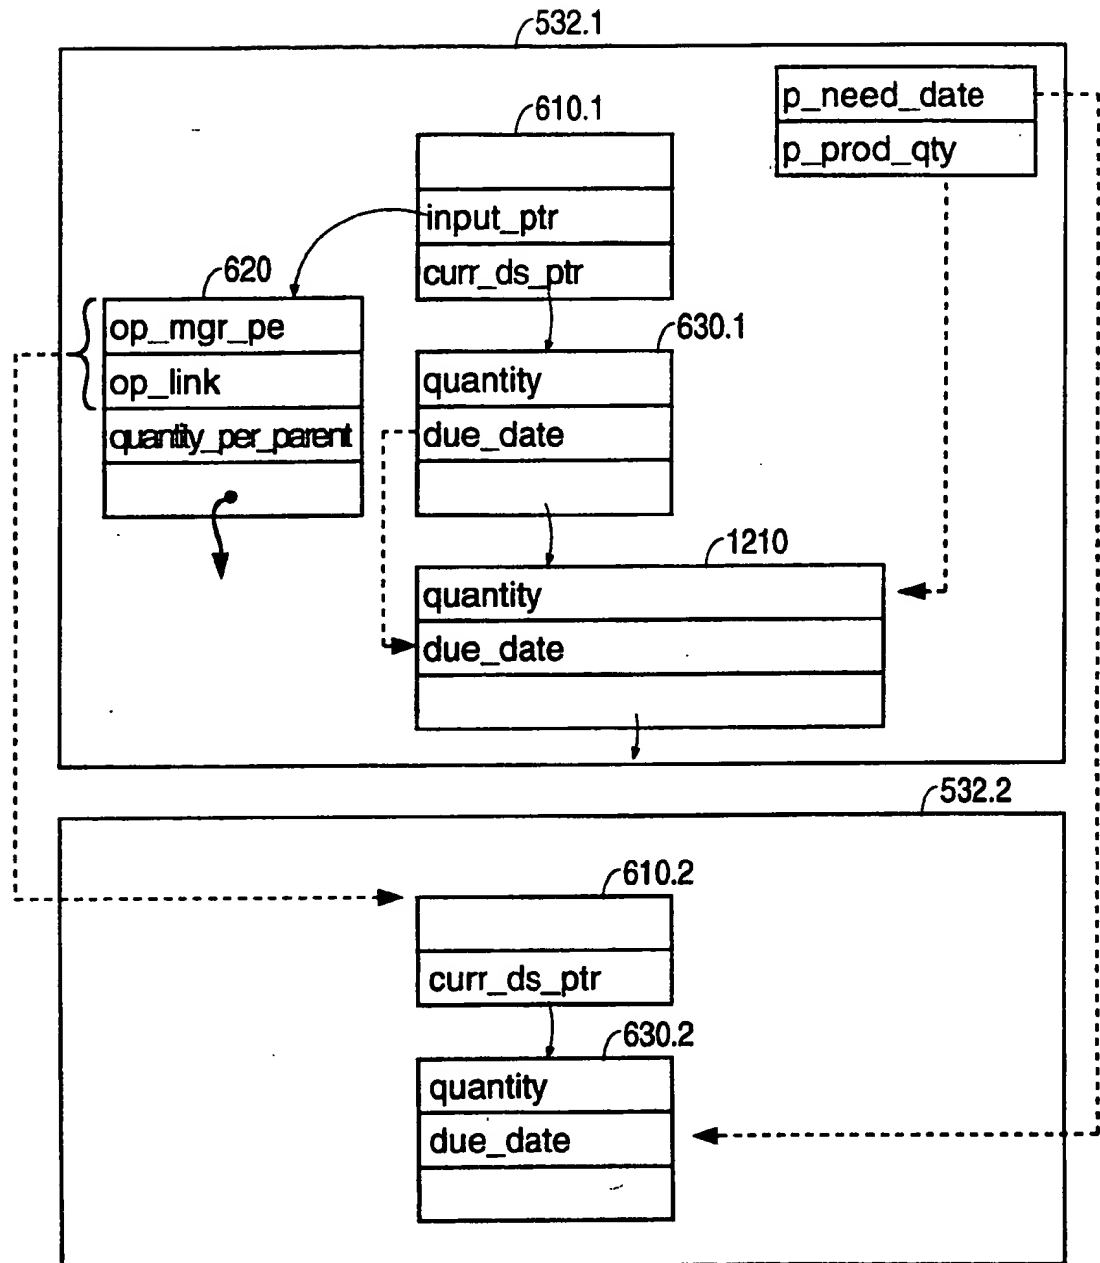 532.1
p_need_date
p_prod_qty
610.1
input_ptr
curr_ds_ptr
620
op_mgr_pe
op_link
quantity_per_parent
630.1
quantity
due_date
1210
quantity
due_date
532.2
610.2
curr_ds_ptr
630.2
quantity
due_date